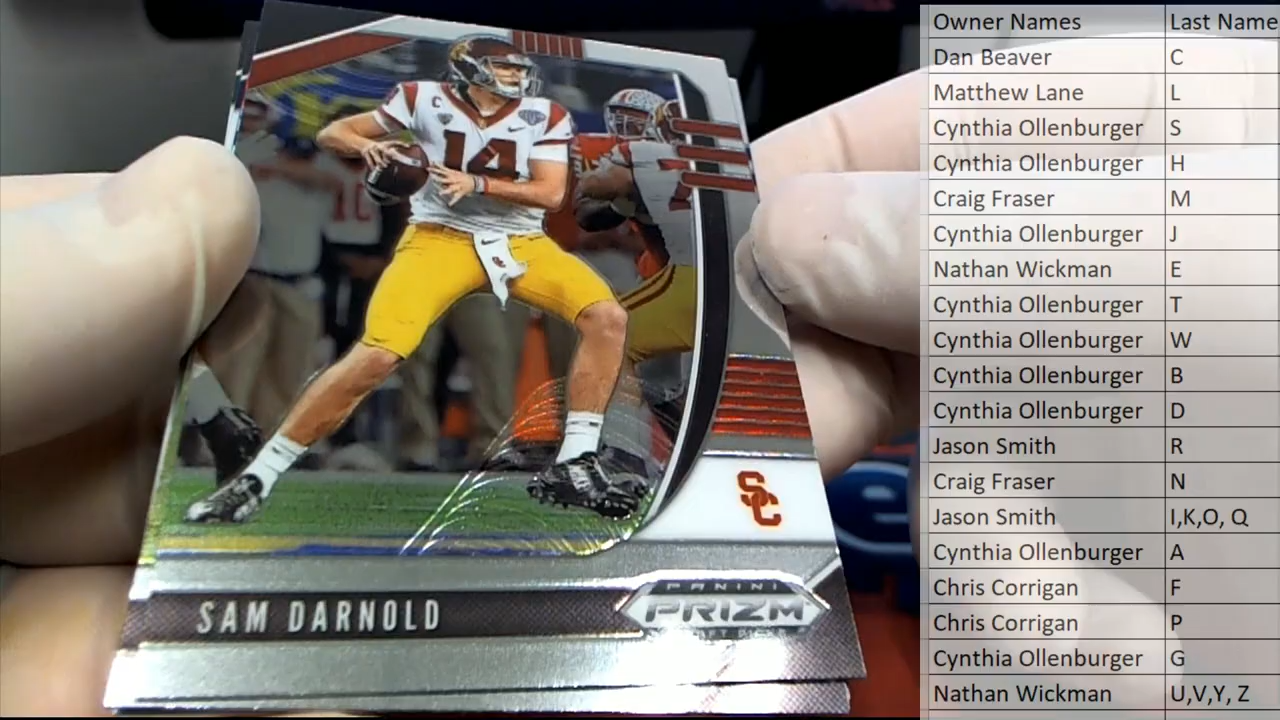 14
C
SC
SAM DARNOLD
PANINI
PRIZM
Owner Names Last Name
Dan Beaver C
Matthew Lane L
Cynthia Ollenburger S
Cynthia Ollenburger H
Craig Fraser M
Cynthia Ollenburger J
Nathan Wickman E
Cynthia Ollenburger T
Cynthia Ollenburger W
Cynthia Ollenburger B
Cynthia Ollenburger D
Jason Smith R
Craig Fraser N
Jason Smith I,K,O, Q
Cynthia Ollenburger A
Chris Corrigan F
Chris Corrigan P
Cynthia Ollenburger G
Nathan Wickman U,V,Y, Z